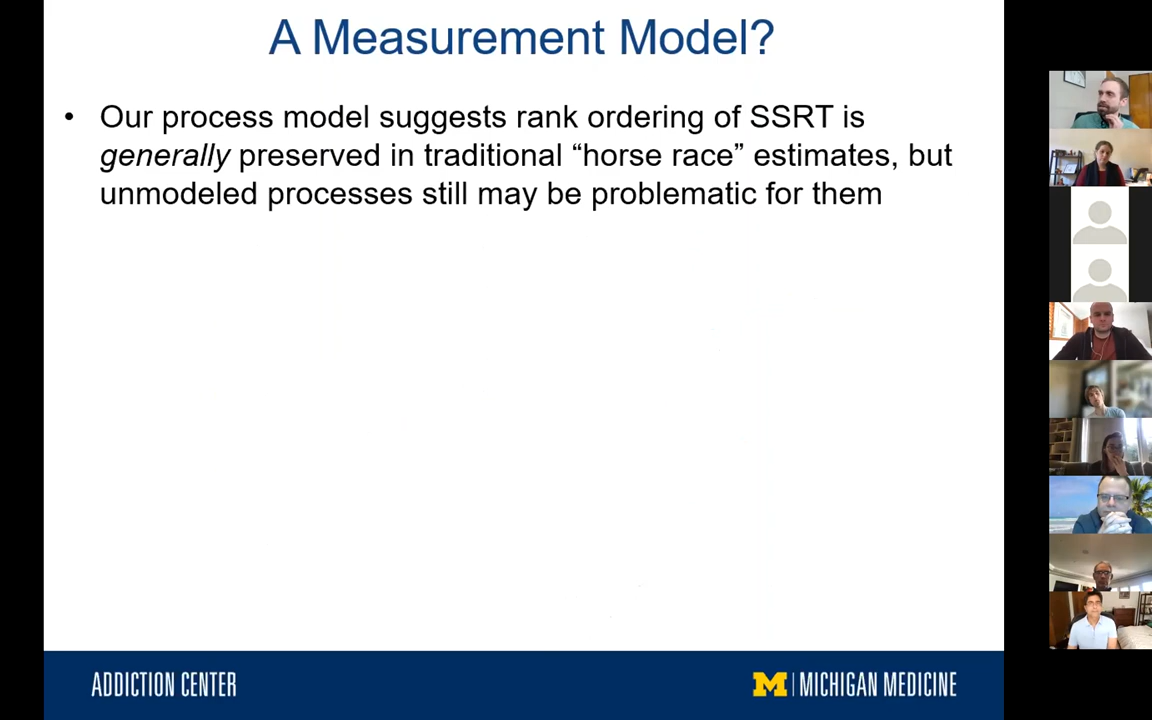 A Measurement Model?
• Our process model suggests rank ordering of SSRT is
generally preserved in traditional “horse race” estimates, but
unmodeled processes still may be problematic for them
ADDICTION CENTER
M | MICHIGAN MEDICINE